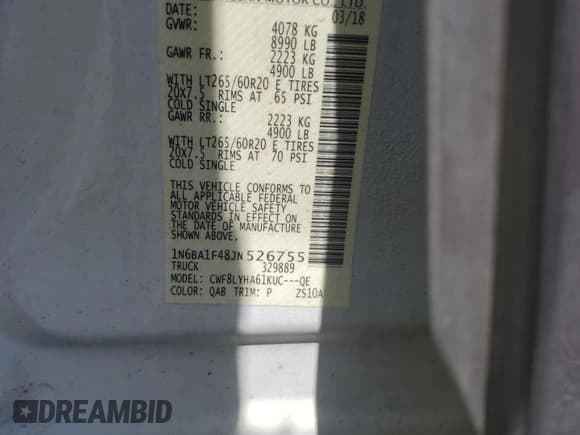 MOTOR CO., LTD.
DATE: 03/18
GVWR: 4078 KG
8990 LB
GAWR FR.: 2223 KG
4900 LB
WITH LT265/60R20 E TIRES
20X7.5 RIMS AT 65 PSI
COLD SINGLE
GAWR RR.: 2223 KG
4900 LB
WITH LT265/60R20 E TIRES
20X7.5 RIMS AT 70 PSI
COLD SINGLE
THIS VEHICLE CONFORMS TO
ALL APPLICABLE FEDERAL
MOTOR VEHICLE SAFETY
STANDARDS IN EFFECT ON
THE DATE OF MANUFACTURE
SHOWN ABOVE.
1N6BA1F48JN526755
TRUCK 329889
MODEL: CWF8LYHA61KUC---QE
COLOR: QAB TRIM: P ZS10A
DREAMBID